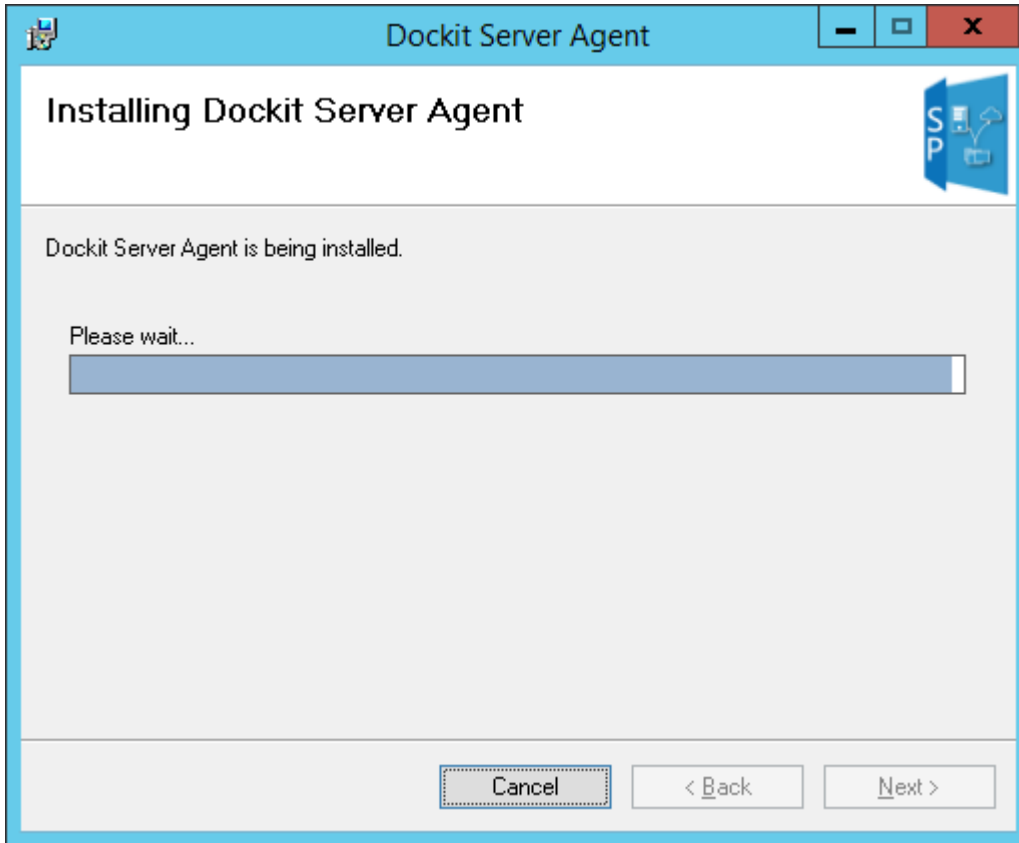 Dockit Server Agent
Installing Dockit Server Agent
S
P
Dockit Server Agent is being installed.
Please wait...
Cancel
< Back
Next >